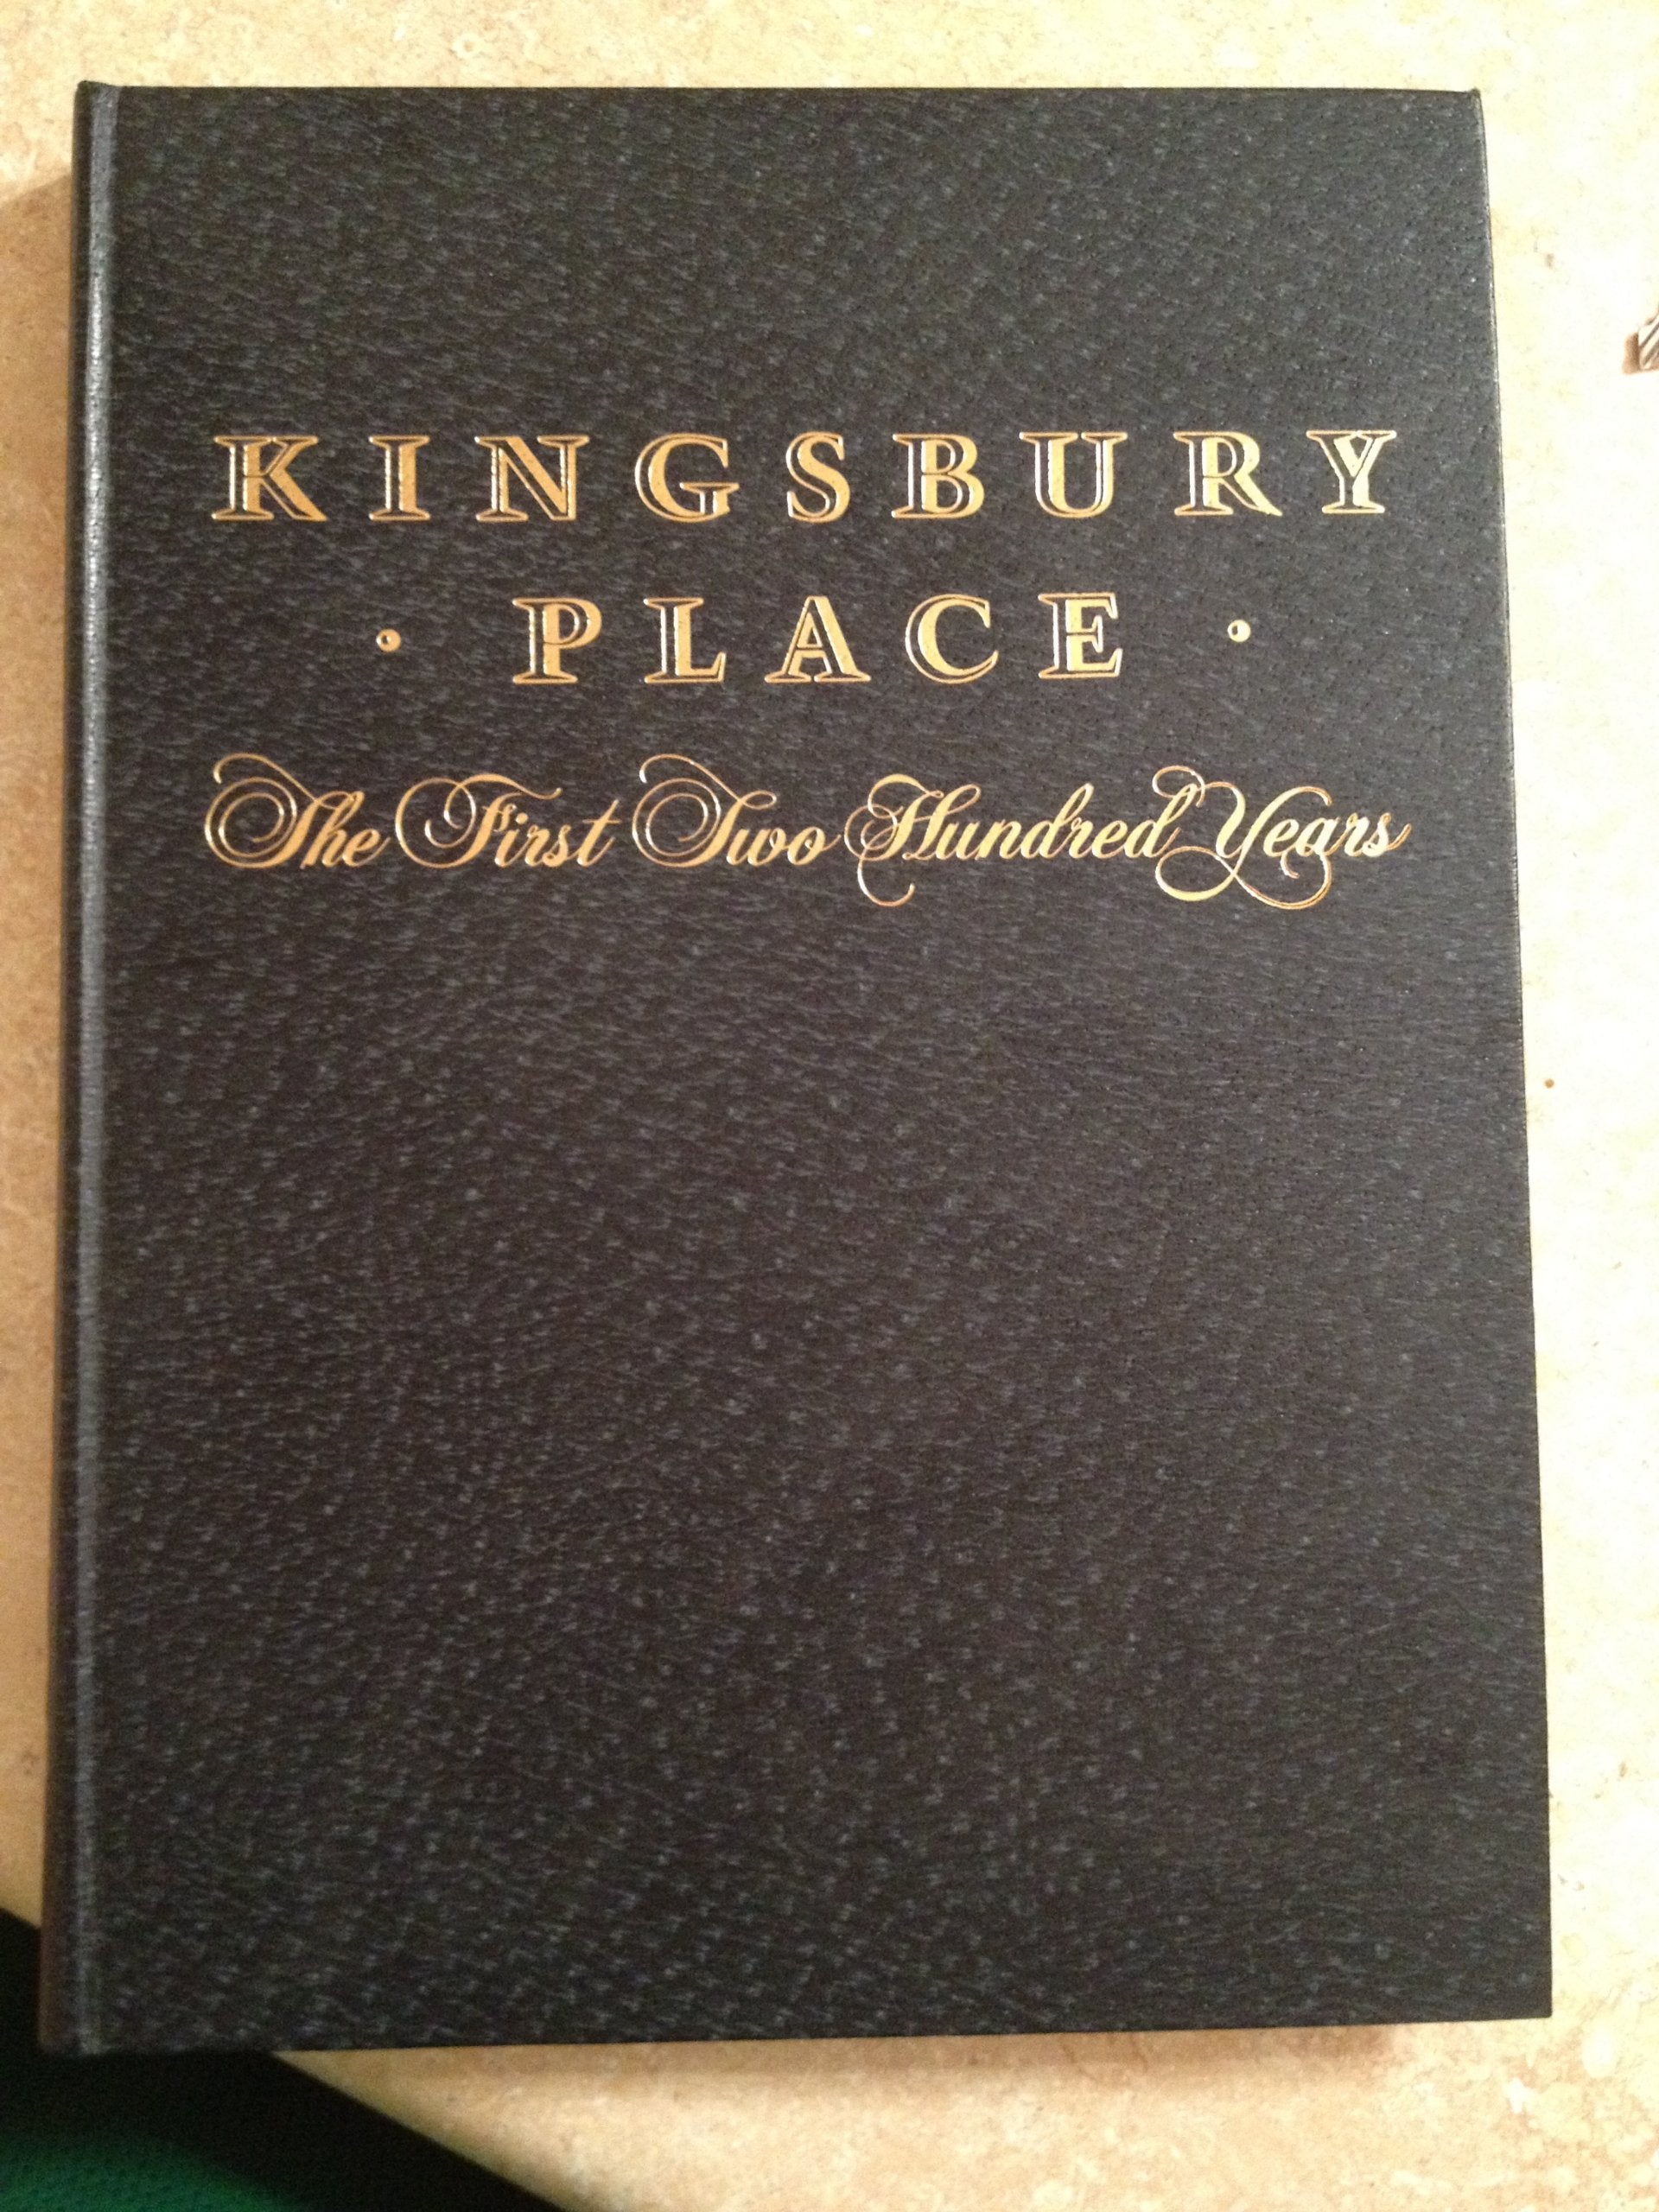 KINGSBURY
· PLACE ·
The First Two Hundred Years